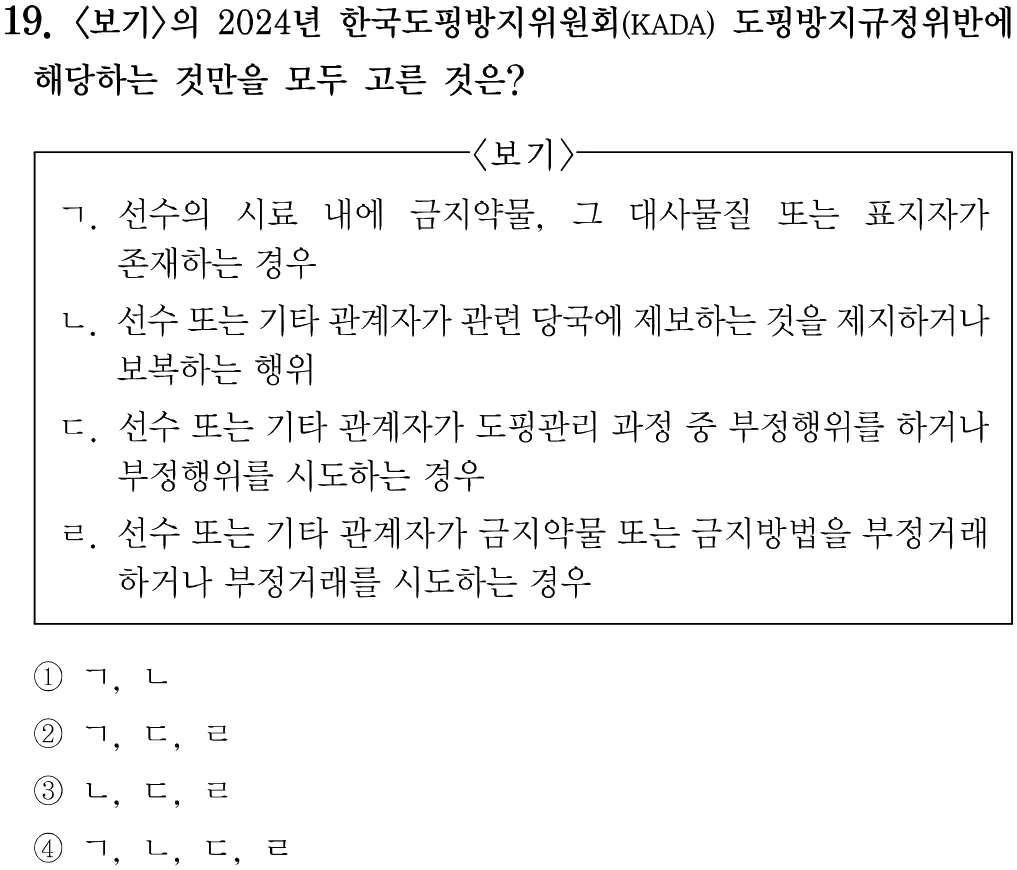 19. 〈보기〉의 2024년 한국도핑방지위원회(KADA) 도핑방지규정위반에
해당하는 것만을 모두 고른 것은?
〈보기〉
ㄱ. 선수의 시료 내에 금지약물, 그 대사물질 또는 표지자가
존재하는 경우
ㄴ. 선수 또는 기타 관계자가 관련 당국에 제보하는 것을 제지하거나
보복하는 행위
ㄷ. 선수 또는 기타 관계자가 도핑관리 과정 중 부정행위를 하거나
부정행위를 시도하는 경우
ㄹ. 선수 또는 기타 관계자가 금지약물 또는 금지방법을 부정거래
하거나 부정거래를 시도하는 경우
① ㄱ, ㄴ
② ㄱ, ㄷ, ㄹ
③ ㄴ, ㄷ, ㄹ
④ ㄱ, ㄴ, ㄷ, ㄹ